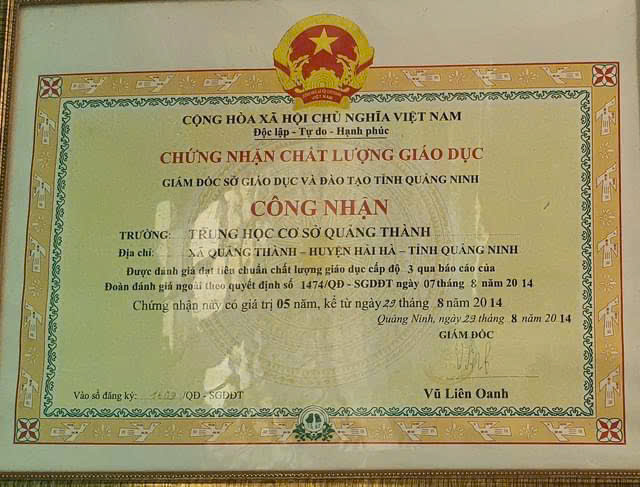 CỘNG HÒA XÃ HỘI CHỦ NGHĨA VIỆT NAM
Độc lập - Tự do - Hạnh phúc
CHỨNG NHẬN CHẤT LƯỢNG GIÁO DỤC
GIÁM ĐỐC SỞ GIÁO DỤC VÀ ĐÀO TẠO TỈNH QUẢNG NINH
CÔNG NHẬN
TRƯỜNG: TRUNG HỌC CƠ SỞ QUẢNG THÀNH
Địa chỉ: XÃ QUẢNG THÀNH – HUYỆN HẢI HÀ – TỈNH QUẢNG NINH
Được đánh giá đạt tiêu chuẩn chất lượng giáo dục cấp độ 3 qua báo cáo của
Đoàn đánh giá ngoài theo quyết định số 1474/QĐ - SGDĐT ngày 07 tháng 8 năm 2014
Chứng nhận này có giá trị 05 năm, kể từ ngày 29 tháng 8 năm 2014
Quảng Ninh, ngày 29 tháng 8 năm 2014
GIÁM ĐỐC
Vào sổ đăng ký: /QĐ - SGDĐT
Vũ Liên Oanh